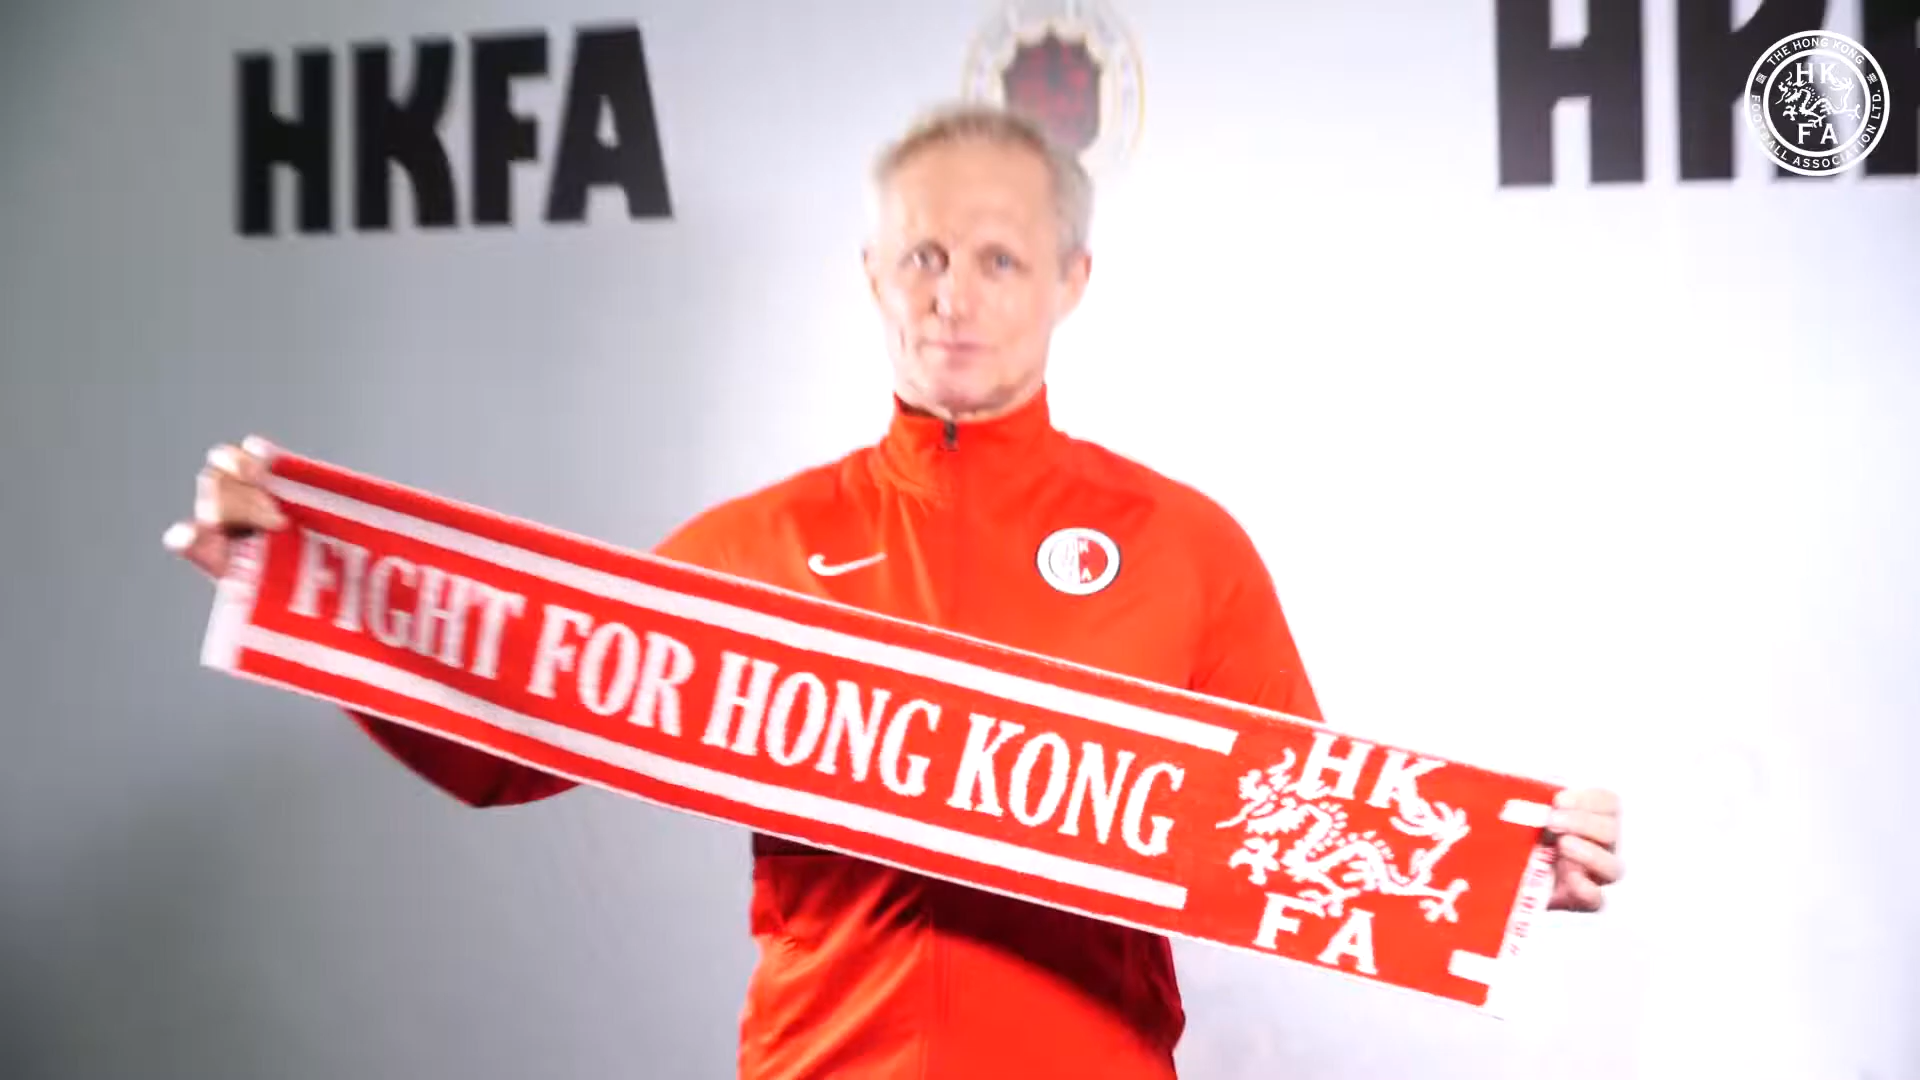 HKFA
THE HONG KONG
HK
FA
FOOTBALL ASSOCIATION LTD.
FIGHT FOR HONG KONG
HK
FA